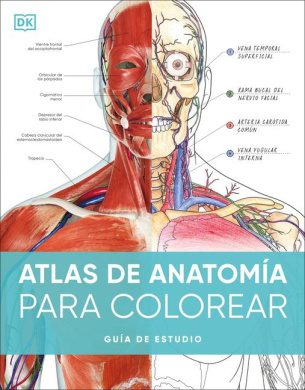 DK
Vientre frontal
del occipitofrontal
Orbicular de
los párpados
Cigomático
menor
Depresor del
labio inferior
Cabeza clavicular del
esternocleidomastoideo
Trapecio
VENA TEMPORAL
SUPERFICIAL
RAMA BUCAL DEL
NERVIO FACIAL
ARTERIA CARÓTIDA
COMÚN
VENA YUGULAR
INTERNA
ATLAS DE ANATOMÍA
PARA COLOREAR
GUÍA DE ESTUDIO